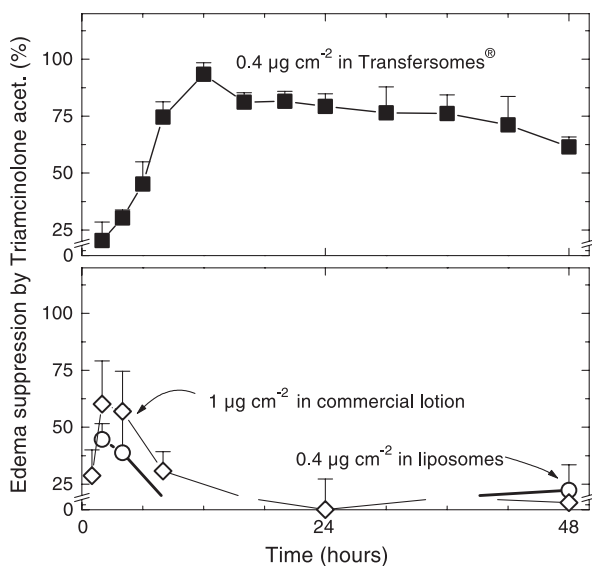 Edema suppression by Triamcinolone acet. (%)
100
75
50
25
0
0.4 µg cm⁻² in Transfersomes®
100
75
50
25
0
1 µg cm⁻² in commercial lotion
0.4 µg cm⁻² in liposomes
0
24
48
Time (hours)